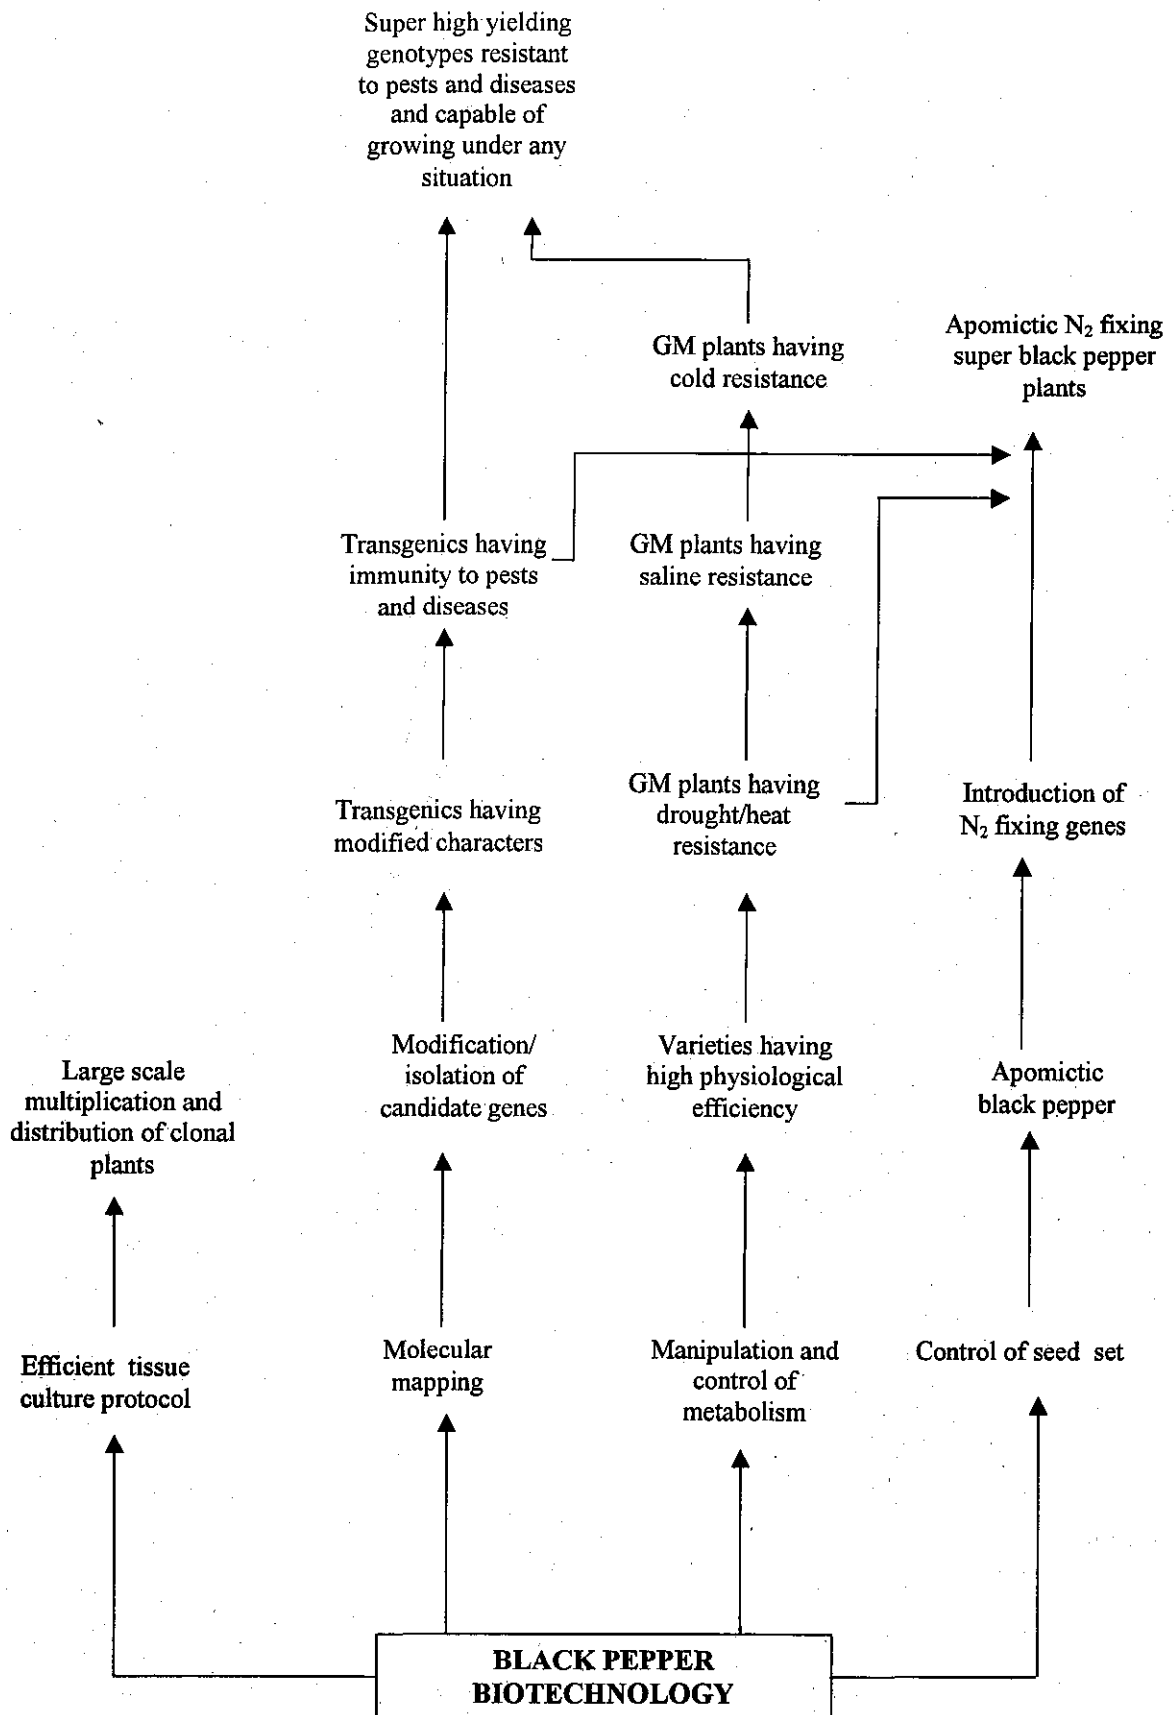 Super high yielding
genotypes resistant
to pests and diseases
and capable of
growing under any
situation
GM plants having
cold resistance
Apomictic N₂ fixing
super black pepper
plants
Transgenics having
immunity to pests
and diseases
GM plants having
saline resistance
Transgenics having
modified characters
GM plants having
drought/heat
resistance
Introduction of
N₂ fixing genes
Large scale
multiplication and
distribution of clonal
plants
Modification/
isolation of
candidate genes
Varieties having
high physiological
efficiency
Apomictic
black pepper
Efficient tissue
culture protocol
Molecular
mapping
Manipulation and
control of
metabolism
Control of seed set
BLACK PEPPER
BIOTECHNOLOGY